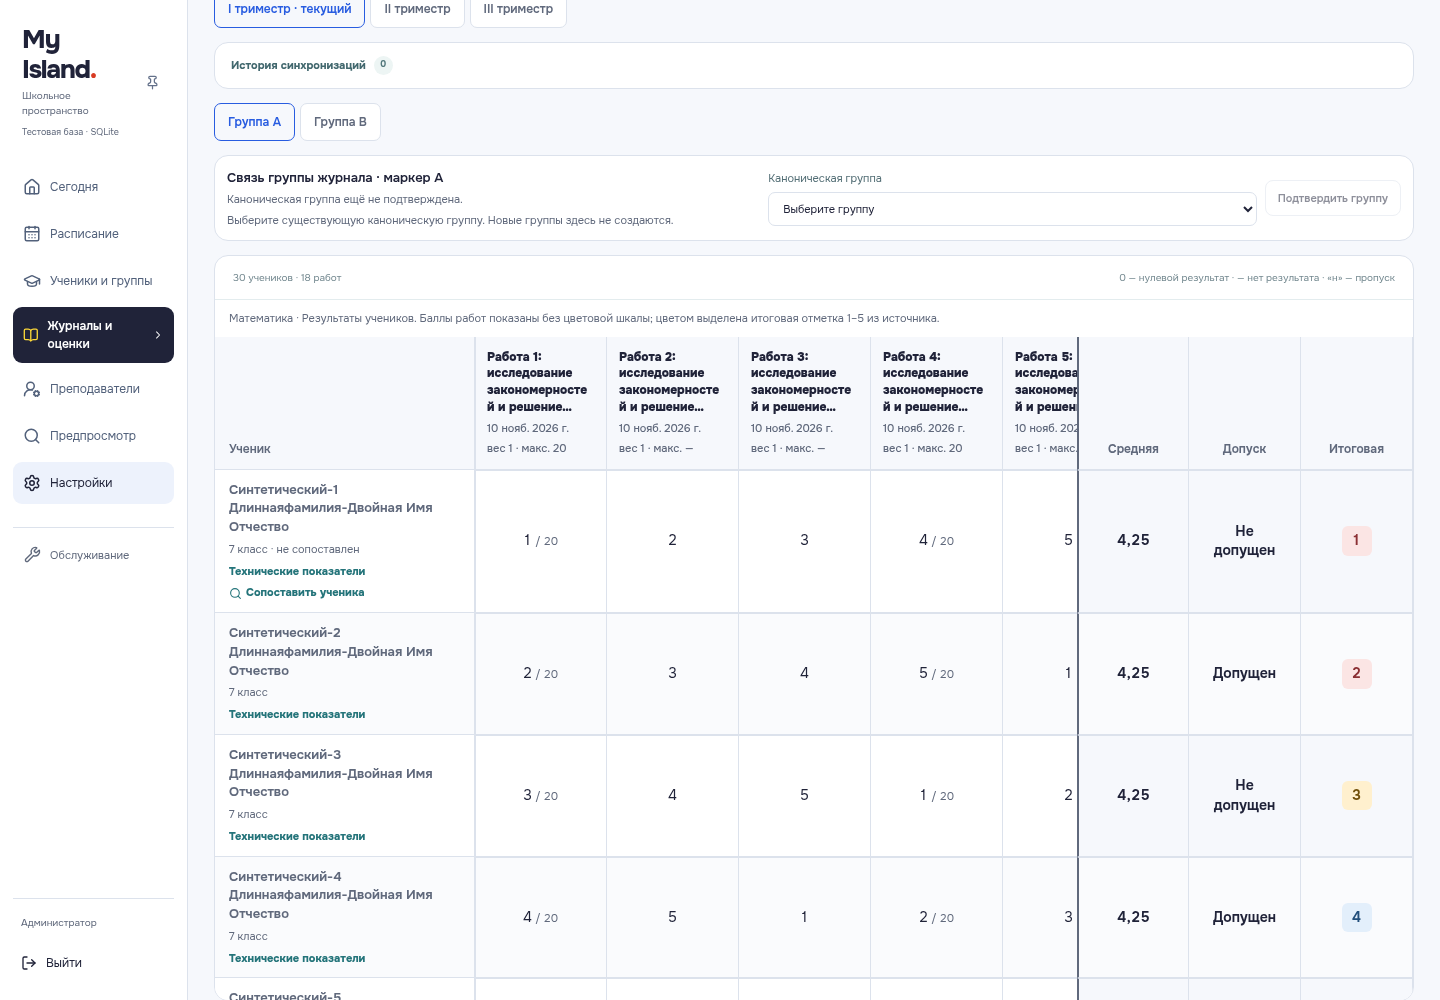 My
Island.
Школьное
пространство
Тестовая база · SQLite
Сегодня
Расписание
Ученики и группы
Журналы и
оценки
Преподаватели
Предпросмотр
Настройки
Обслуживание
Администратор
Выйти
I триместр · текущий
II триместр
III триместр
История синхронизаций 0
Группа А
Группа В
Связь группы журнала · маркер А
Каноническая группа ещё не подтверждена.
Выберите существующую каноническую группу. Новые группы здесь не создаются.
Каноническая группа
Выберите группу
Подтвердить группу
30 учеников · 18 работ
0 — нулевой результат · — нет результата · «н» — пропуск
Математика · Результаты учеников. Баллы работ показаны без цветовой шкалы; цветом выделена итоговая отметка 1–5 из источника.
Ученик
Работа 1:
исследование
закономерносте
й и решение...
10 нояб. 2026 г.
вес 1 · макс. 20
Работа 2:
исследование
закономерносте
й и решение...
10 нояб. 2026 г.
вес 1 · макс. —
Работа 3:
исследование
закономерносте
й и решение...
10 нояб. 2026 г.
вес 1 · макс. —
Работа 4:
исследование
закономерносте
й и решение...
10 нояб. 2026 г.
вес 1 · макс. 20
Работа 5:
исследова
закономер
й и решен
10 нояб. 202
вес 1 · макс.
Средняя
Допуск
Итоговая
Синтетический-1
Длиннаяфамилия-Двойная Имя
Отчество
7 класс · не сопоставлен
Технические показатели
Сопоставить ученика
1 / 20
2
3
4 / 20
5
4,25
Не
допущен
1
Синтетический-2
Длиннаяфамилия-Двойная Имя
Отчество
7 класс
Технические показатели
2 / 20
3
4
5 / 20
1
4,25
Допущен
2
Синтетический-3
Длиннаяфамилия-Двойная Имя
Отчество
7 класс
Технические показатели
3 / 20
4
5
1 / 20
2
4,25
Не
допущен
3
Синтетический-4
Длиннаяфамилия-Двойная Имя
Отчество
7 класс
Технические показатели
4 / 20
5
1
2 / 20
3
4,25
Допущен
4
Синтетический-5